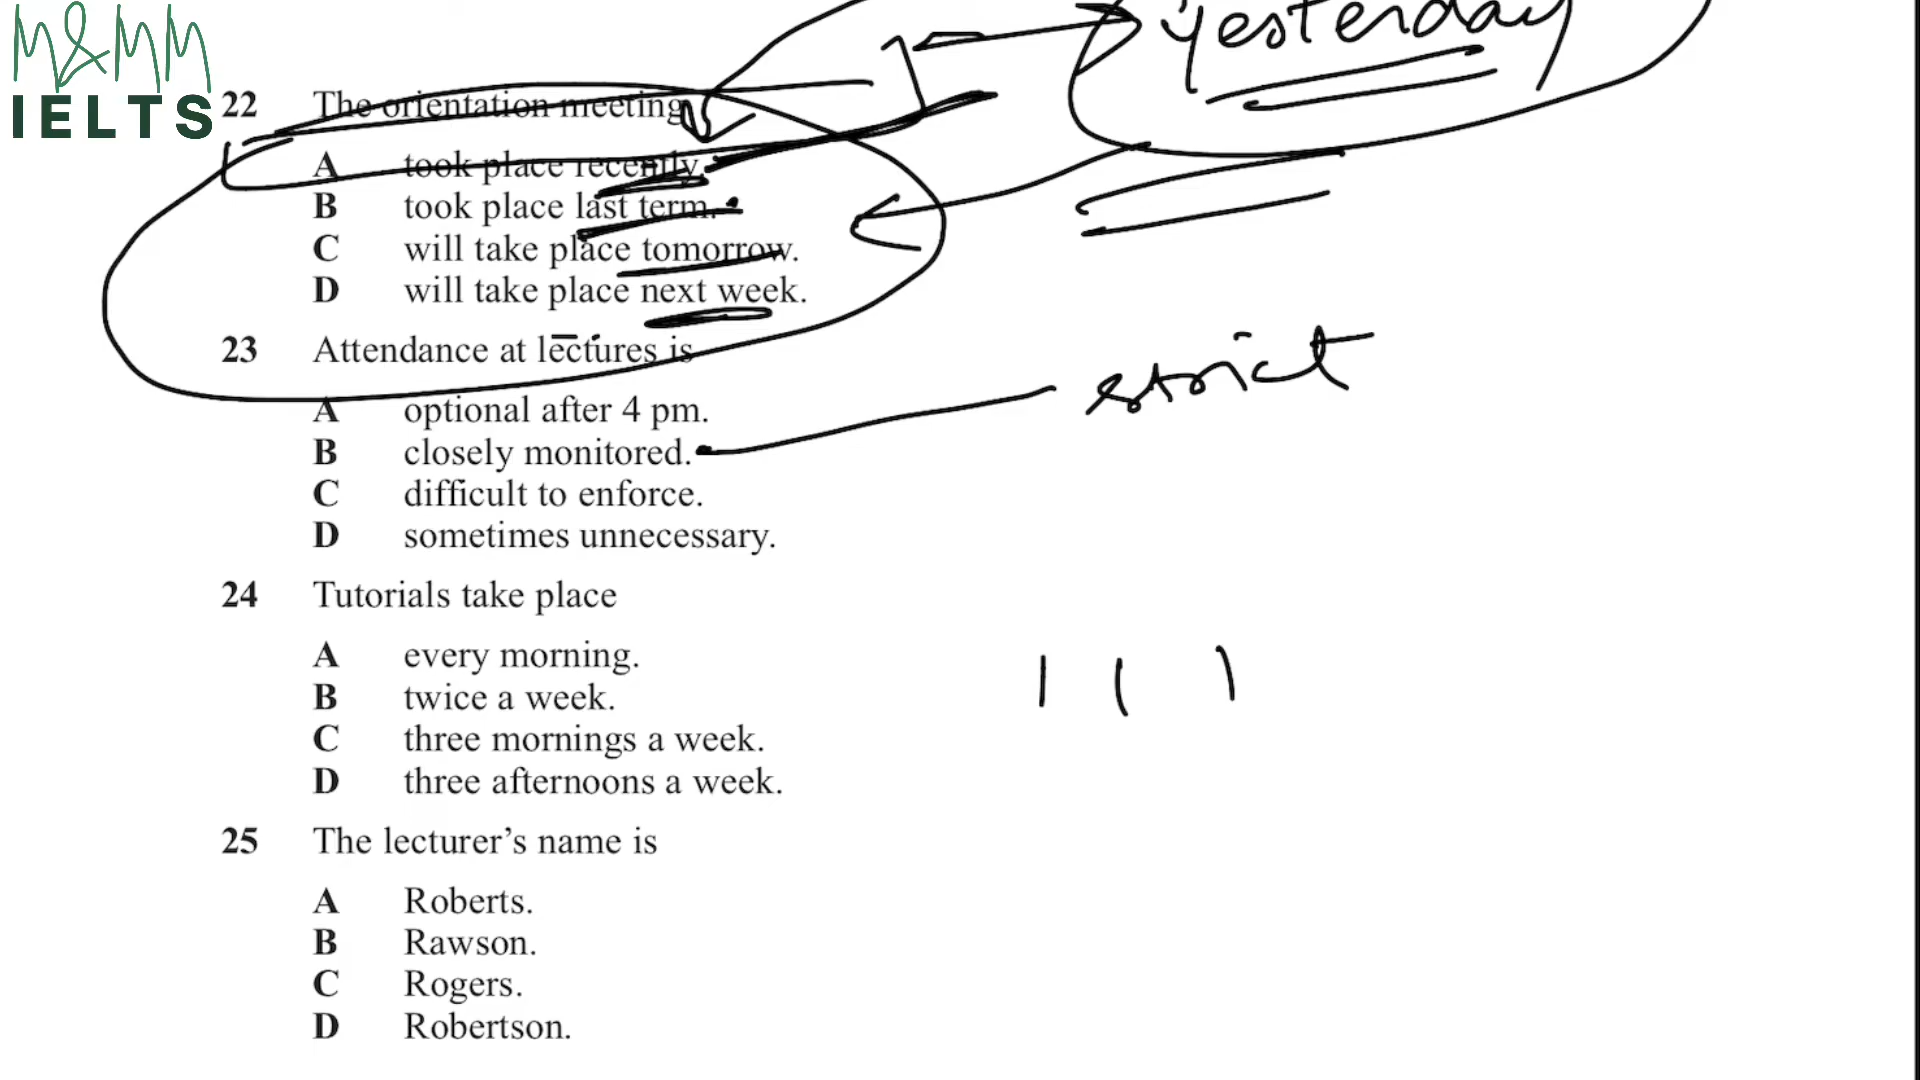 M&MM
IELTS
yesterday
22 The orientation meeting
A took place recently.
B took place last term.
C will take place tomorrow.
D will take place next week.
23 Attendance at lectures is
strict
A optional after 4 pm.
B closely monitored.
C difficult to enforce.
D sometimes unnecessary.
24 Tutorials take place
A every morning.
B twice a week.
C three mornings a week.
D three afternoons a week.
25 The lecturer’s name is
A Roberts.
B Rawson.
C Rogers.
D Robertson.